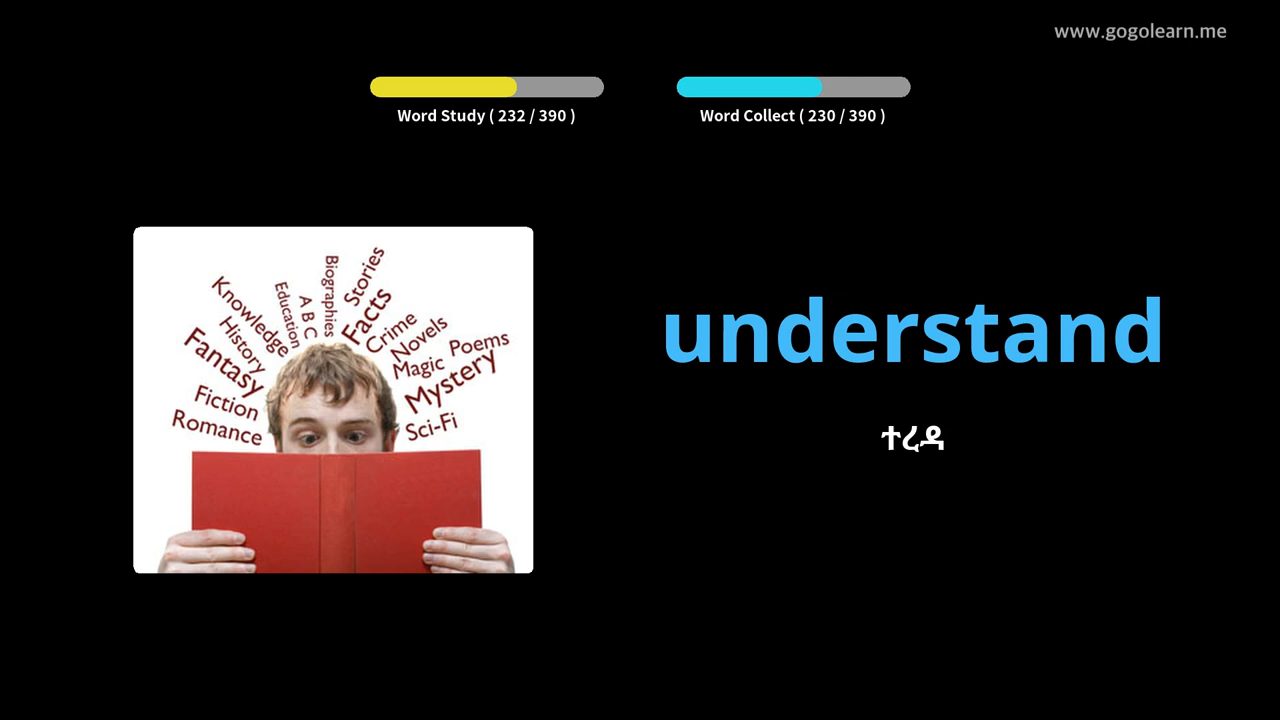 www.gogolearn.me
Word Study ( 232 / 390 )
Word Collect ( 230 / 390 )
Knowledge
History
Fantasy
Fiction
Romance
Education
A B C
Biographies
Stories
Facts
Crime
Novels
Magic
Poems
Mystery
Sci-Fi
understand
ተረዳ